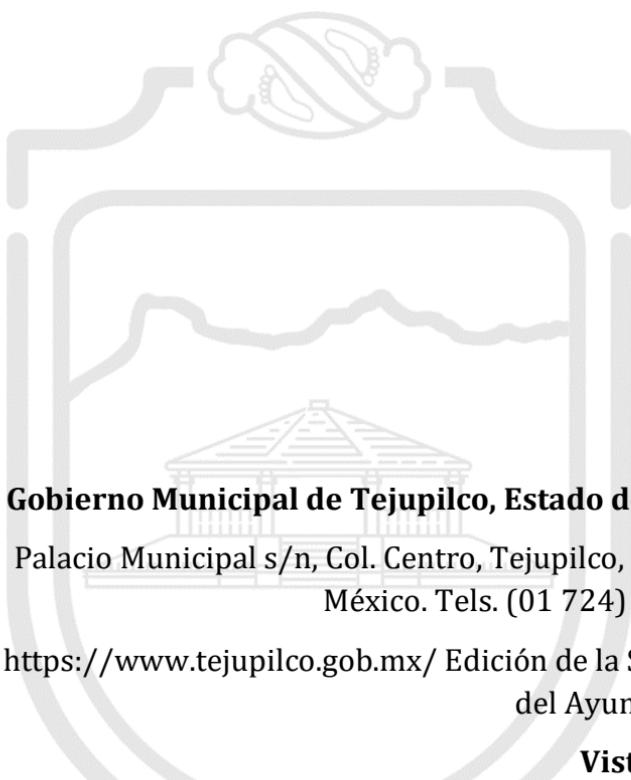 Gobierno Municipal de Tejupilco, Estado d
Palacio Municipal s/n, Col. Centro, Tejupilco,
México. Tels. (01 724)
https://www.tejupilco.gob.mx/ Edición de la S
del Ayun
Vist